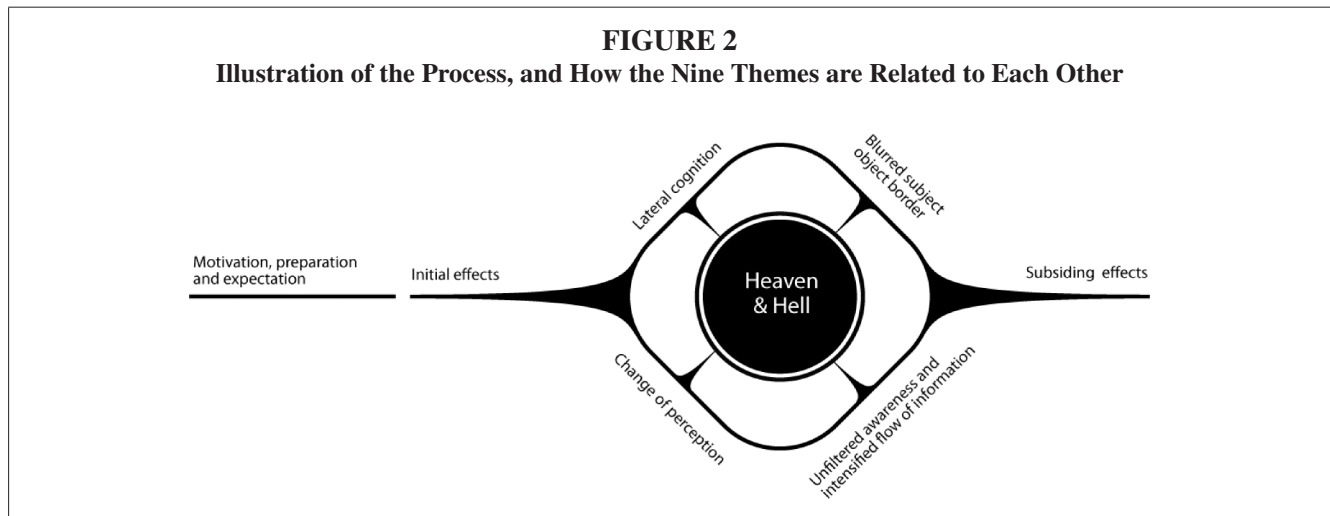 FIGURE 2
Illustration of the Process, and How the Nine Themes are Related to Each Other
Motivation, preparation
and expectation
Initial effects
Lateral cognition
Change of perception
Heaven
& Hell
Blurred subject
object border
Unfiltered awareness and
intensified flow of information
Subsiding effects